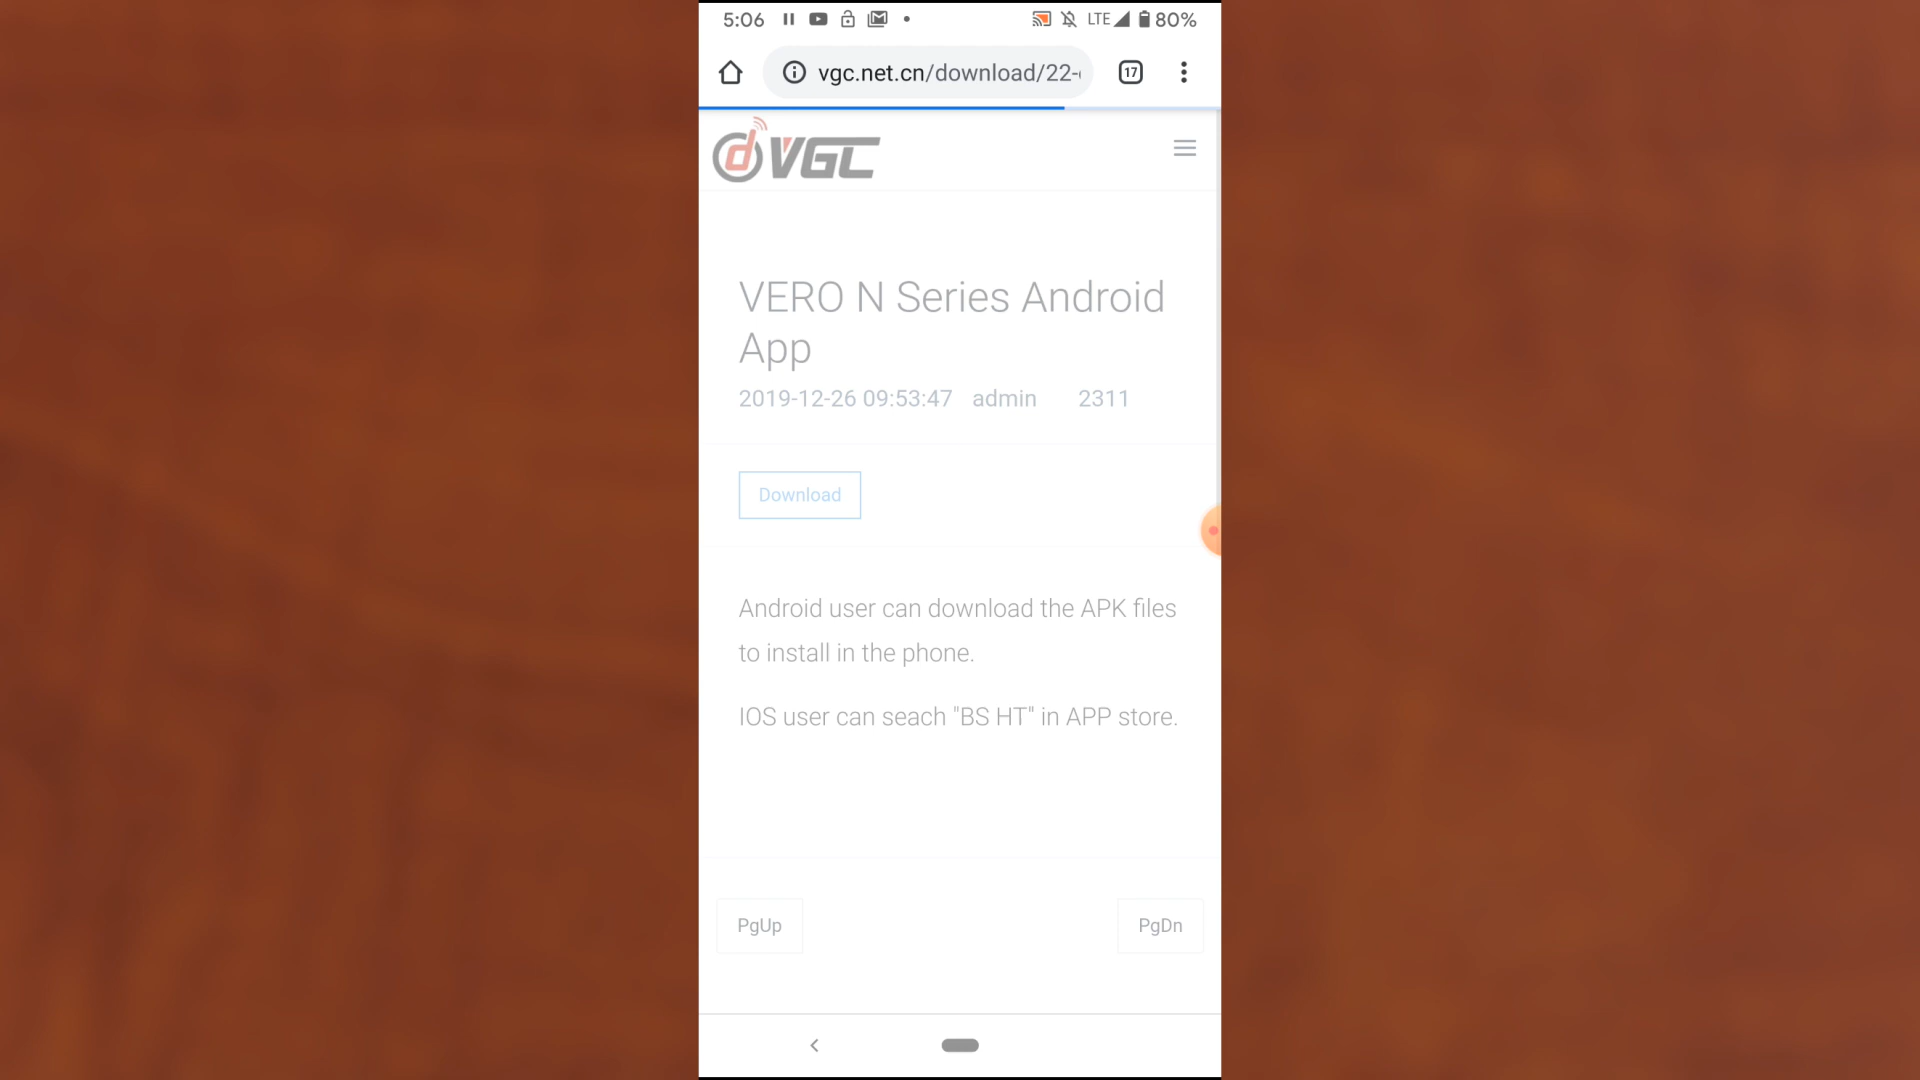 5:06 LTE 80%
vgc.net.cn/download/22-
17
VGC
VERO N Series Android
App
2019-12-26 09:53:47 admin 2311
Download
Android user can download the APK files
to install in the phone.
IOS user can seach "BS HT" in APP store.
PgUp PgDn